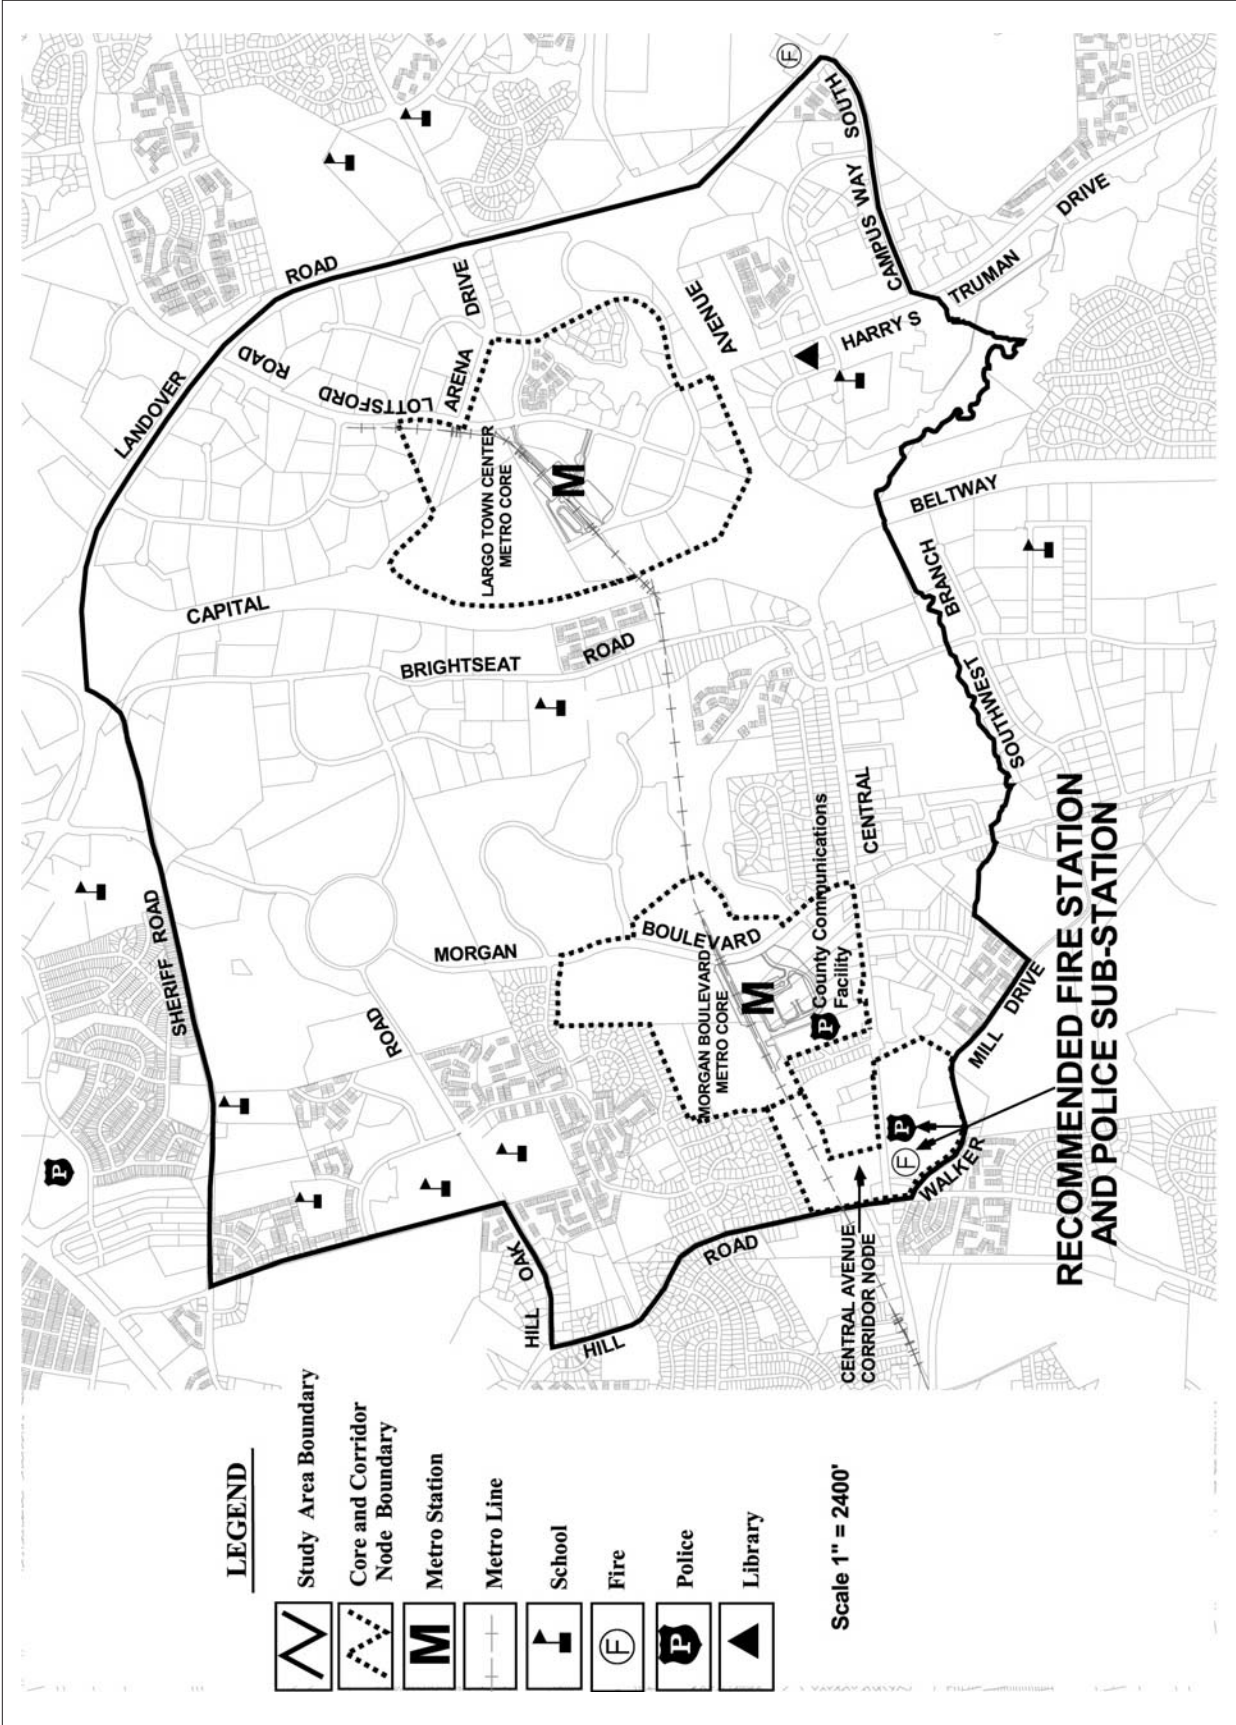 LEGEND
Study Area Boundary
Core and Corridor
Node Boundary
M
Metro Station
Metro Line
School
F
Fire
P
Police
Library
Scale 1" = 2400'
SHERIFF ROAD
LANDOVER
ROAD
LOTTSFORD
ROAD
ARENA
DRIVE
CAPITAL
BELTWAY
BRIGHTSEAT
ROAD
LARGO TOWN CENTER
METRO CORE
M
F
P
CENTRAL
AVENUE
HARRY S
TRUMAN
DRIVE
CAMPUS WAY
SOUTH
SOUTHWEST
BRANCH
MORGAN
BOULEVARD
MORGAN BOULEVARD
METRO CORE
M
County Communications
Facility
P
ROAD
HILL
OAK
HILL
ROAD
CENTRAL AVENUE
CORRIDOR NODE
P
F
WALKER
MILL
DRIVE
RECOMMENDED FIRE STATION
AND POLICE SUB-STATION